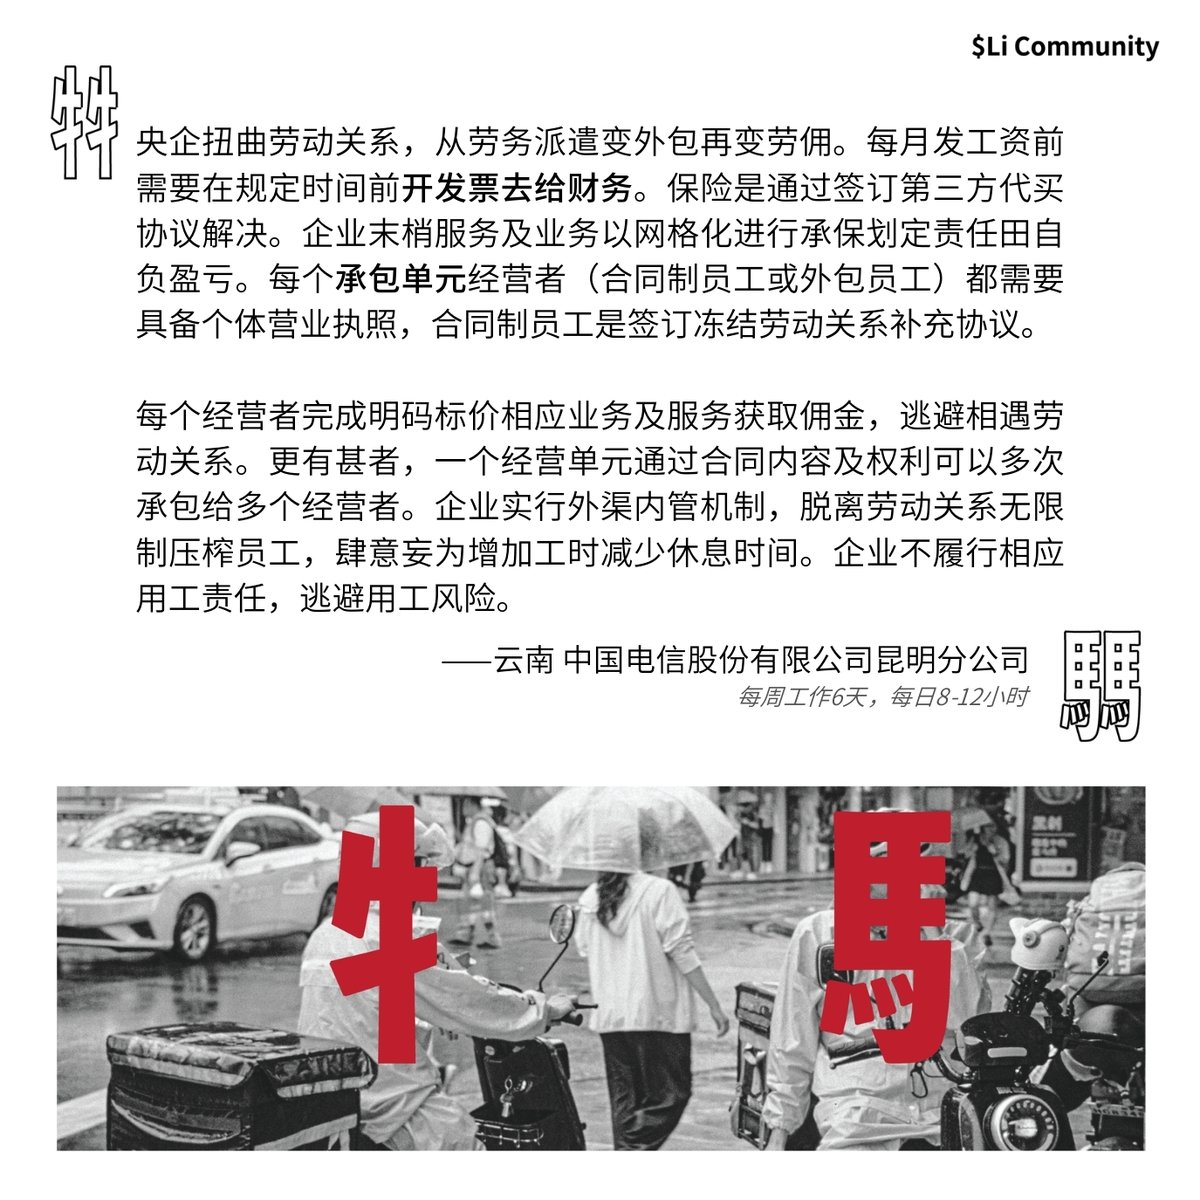 $Li Community
牜牜
央企扭曲劳动关系，从劳务派遣变外包再变劳佣。每月发工资前
需要在规定时间前开发票去给财务。保险是通过签订第三方代买
协议解决。企业末梢服务及业务以网格化进行承保划定责任田自
负盈亏。每个承包单元经营者（合同制员工或外包员工）都需要
具备个体营业执照，合同制员工是签订冻结劳动关系补充协议。
每个经营者完成明码标价相应业务及服务获取佣金，逃避相遇劳
动关系。更有甚者，一个经营单元通过合同内容及权利可以多次
承包给多个经营者。企业实行外渠内管机制，脱离劳动关系无限
制压榨员工，肆意妄为增加工时减少休息时间。企业不履行相应
用工责任，逃避用工风险。
——云南 中国电信股份有限公司昆明分公司
每周工作6天，每日8-12小时
馬馬
牜 馬